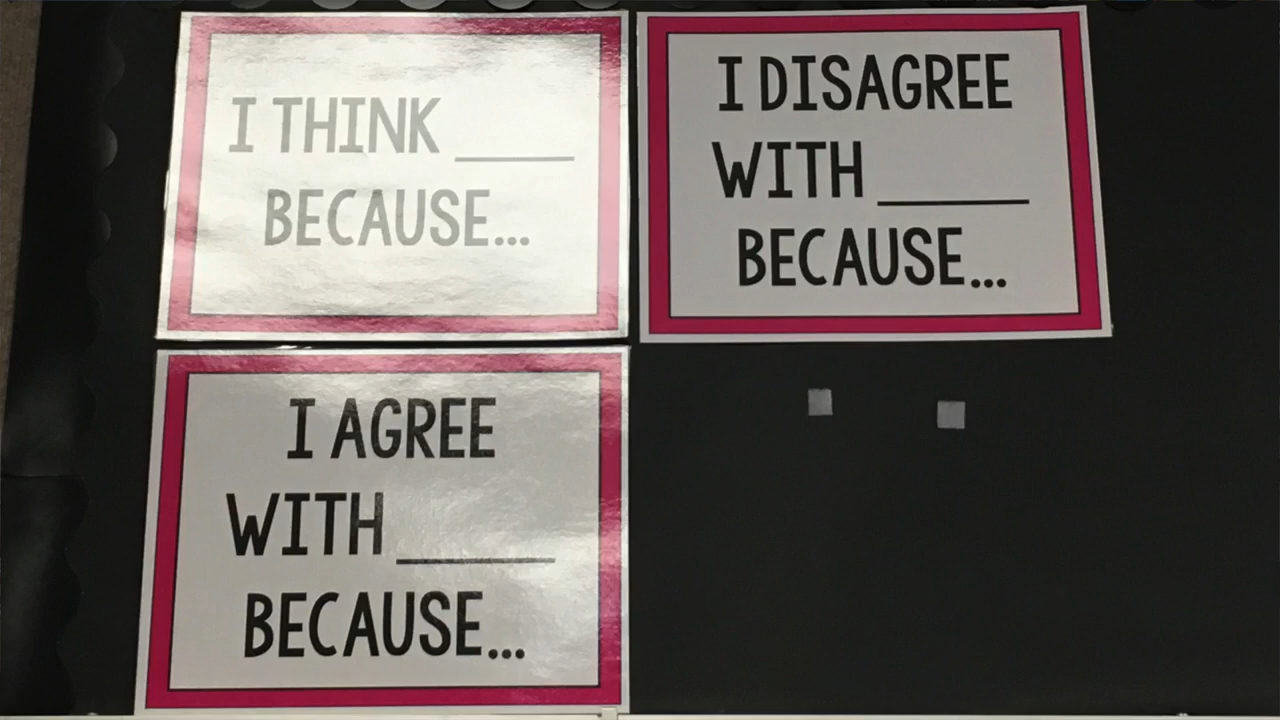 I THINK ____
BECAUSE...
I DISAGREE
WITH ____
BECAUSE...
I AGREE
WITH ____
BECAUSE...